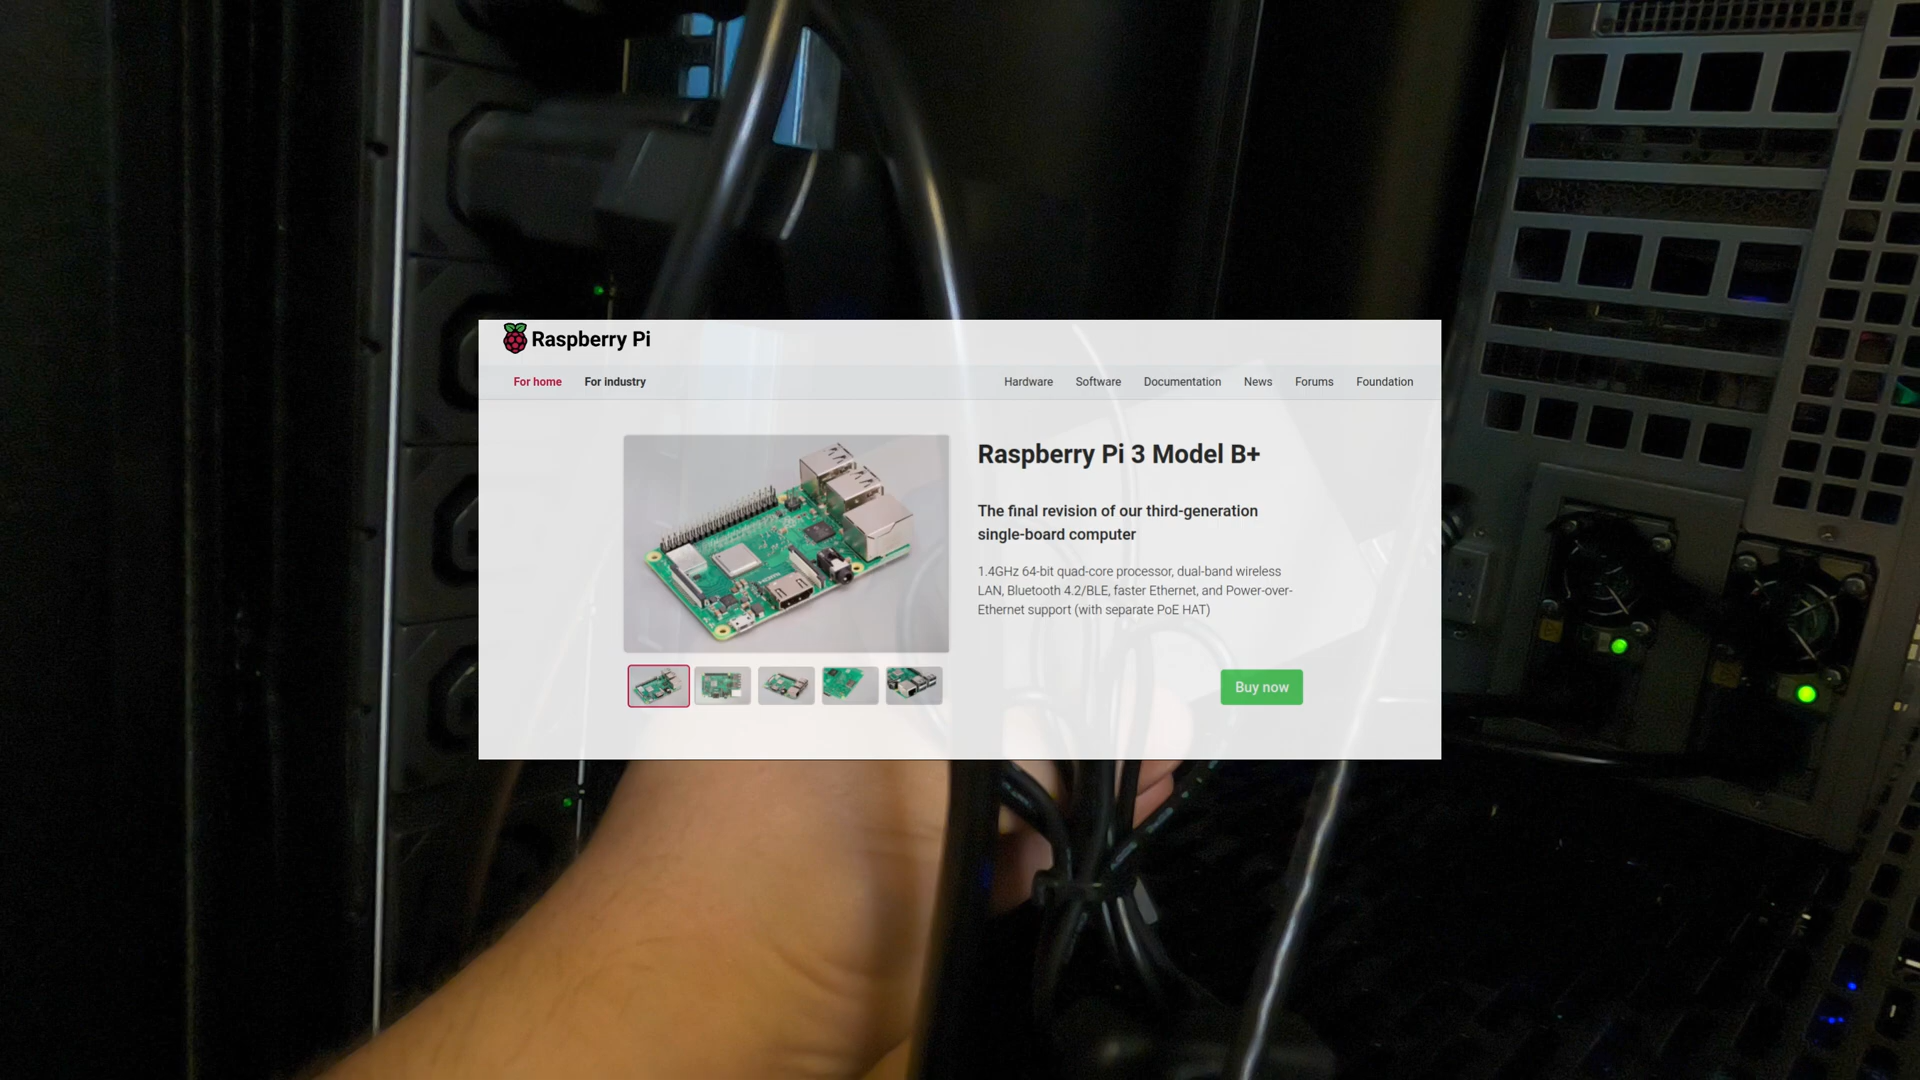 Raspberry Pi
For home
For industry
Hardware
Software
Documentation
News
Forums
Foundation
Raspberry Pi 3 Model B+
The final revision of our third-generation
single-board computer
1.4GHz 64-bit quad-core processor, dual-band wireless
LAN, Bluetooth 4.2/BLE, faster Ethernet, and Power-over-
Ethernet support (with separate PoE HAT)
Buy now